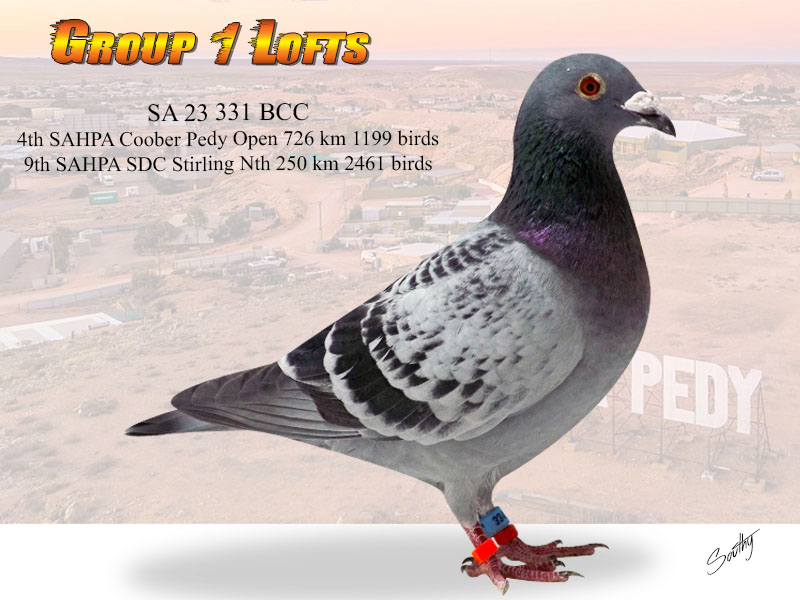 Group 1 Lofts
SA 23 331 BCC
4th SAHPA Coober Pedy Open 726 km 1199 birds
9th SAHPA SDC Stirling Nth 250 km 2461 birds
PEDY
33
Southy